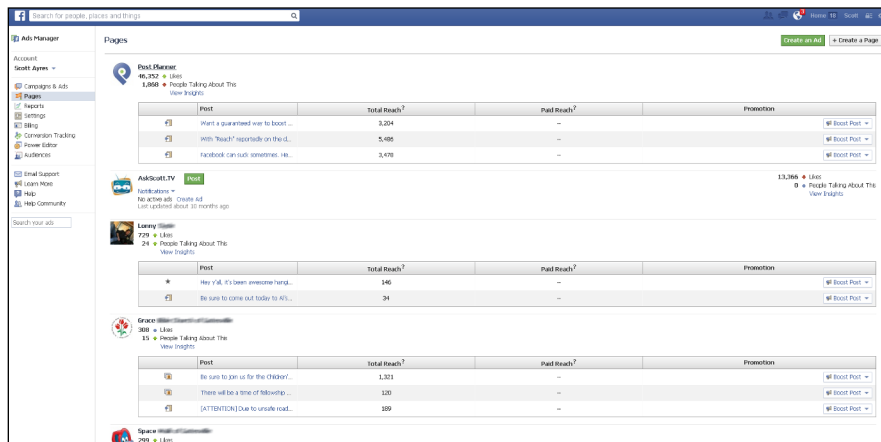 Search for people, places and things
3 Home 10 Scott
Ads Manager
Account:
Scott Ayres
Campaigns & Ads
Pages
Reports
Settings
Billing
Conversion Tracking
Power Editor
Audiences
Email Support
Learn More
Help
Help Community
Search your ads
Pages
Create an Ad + Create a Page
Post Planner
46,352 Likes
1,868 People Talking About This
View Insights
Post Total Reach? Paid Reach? Promotion
Want a guaranteed way to boost ... 3,204 – Boost Post
With "Reach" reportedly on the d... 5,486 – Boost Post
Facebook can suck sometimes. He... 3,478 – Boost Post
AskScott.TV Post
Notifications
No active ads Create Ad
Last updated about 10 months ago
13,366 Likes
0 People Talking About This
View Insights
Lonny
729 Likes
24 People Talking About This
View Insights
Post Total Reach? Paid Reach? Promotion
Hey y'all, it's been awesome hangi... 146 – Boost Post
Be sure to come out today to Al's... 34 – Boost Post
Grace
308 Likes
15 People Talking About This
View Insights
Post Total Reach? Paid Reach? Promotion
Be sure to join us for the Children'... 1,321 – Boost Post
There will be a time of fellowship ... 120 – Boost Post
[ATTENTION] Due to unsafe road... 189 – Boost Post
Space
299 Likes